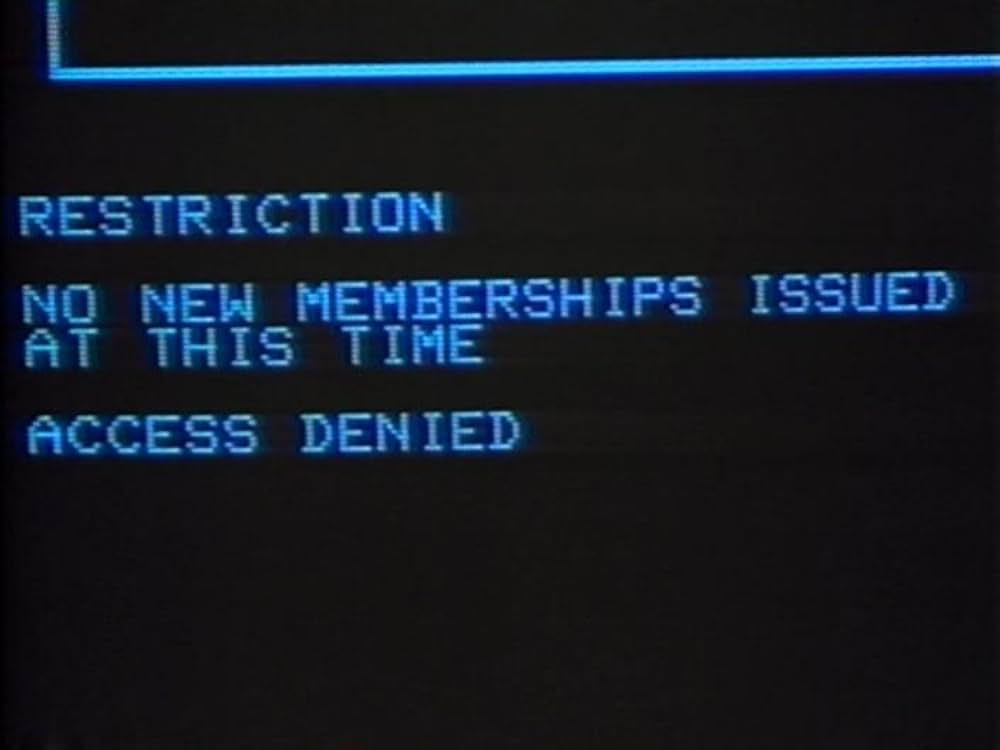 RESTRICTION
NO NEW MEMBERSHIPS ISSUED
AT THIS TIME
ACCESS DENIED